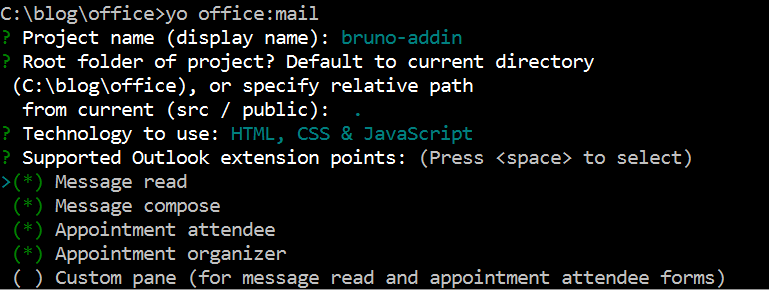 C:\blog\office>yo office:mail
? Project name (display name): bruno-addin
? Root folder of project? Default to current directory
(C:\blog\office), or specify relative path
from current (src / public): .
? Technology to use: HTML, CSS & JavaScript
? Supported Outlook extension points: (Press <space> to select)
>(*) Message read
(*) Message compose
(*) Appointment attendee
(*) Appointment organizer
( ) Custom pane (for message read and appointment attendee forms)